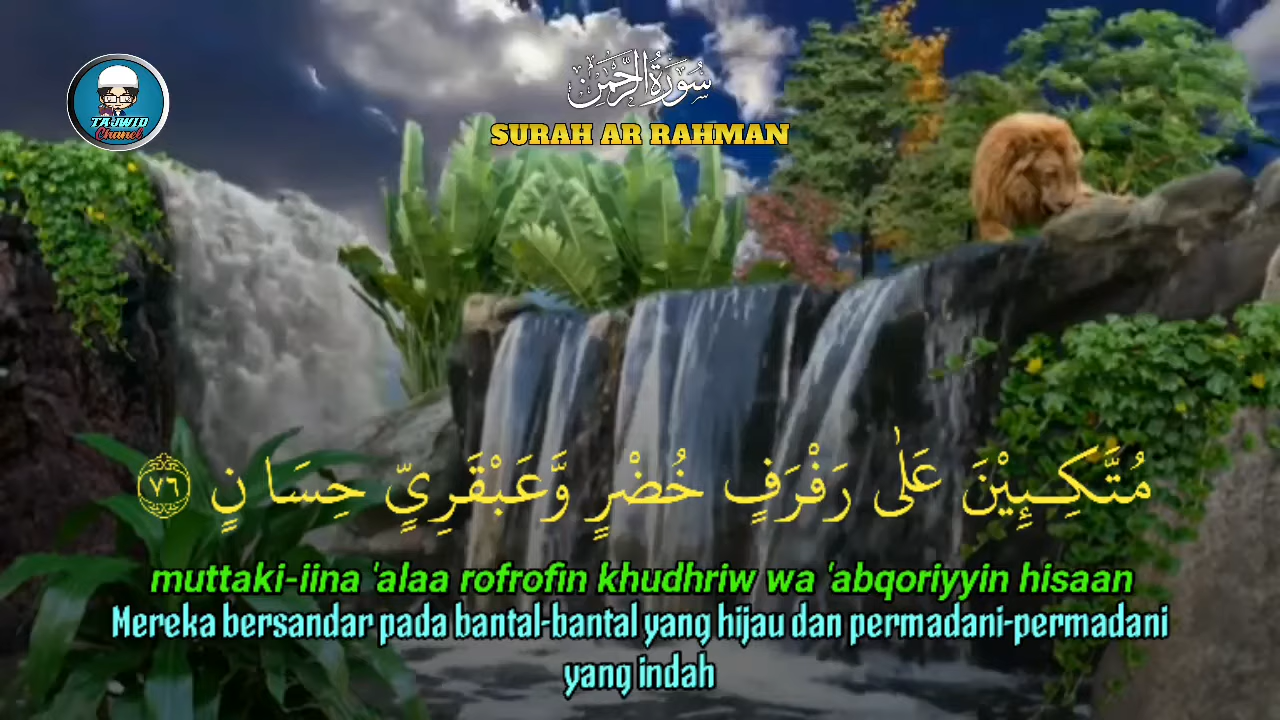 TAJWID
Chanel
سُورَةُ الرَّحْمٰن
SURAH AR RAHMAN
مُتَّكِـِٕيْنَ عَلٰى رَفْرَفٍ خُضْرٍ وَّعَبْقَرِيٍّ حِسَانٍ ۝٧٦
muttaki-iina 'alaa rofrofin khudhriw wa 'abqoriyyin hisaan
Mereka bersandar pada bantal-bantal yang hijau dan permadani-permadani
yang indah